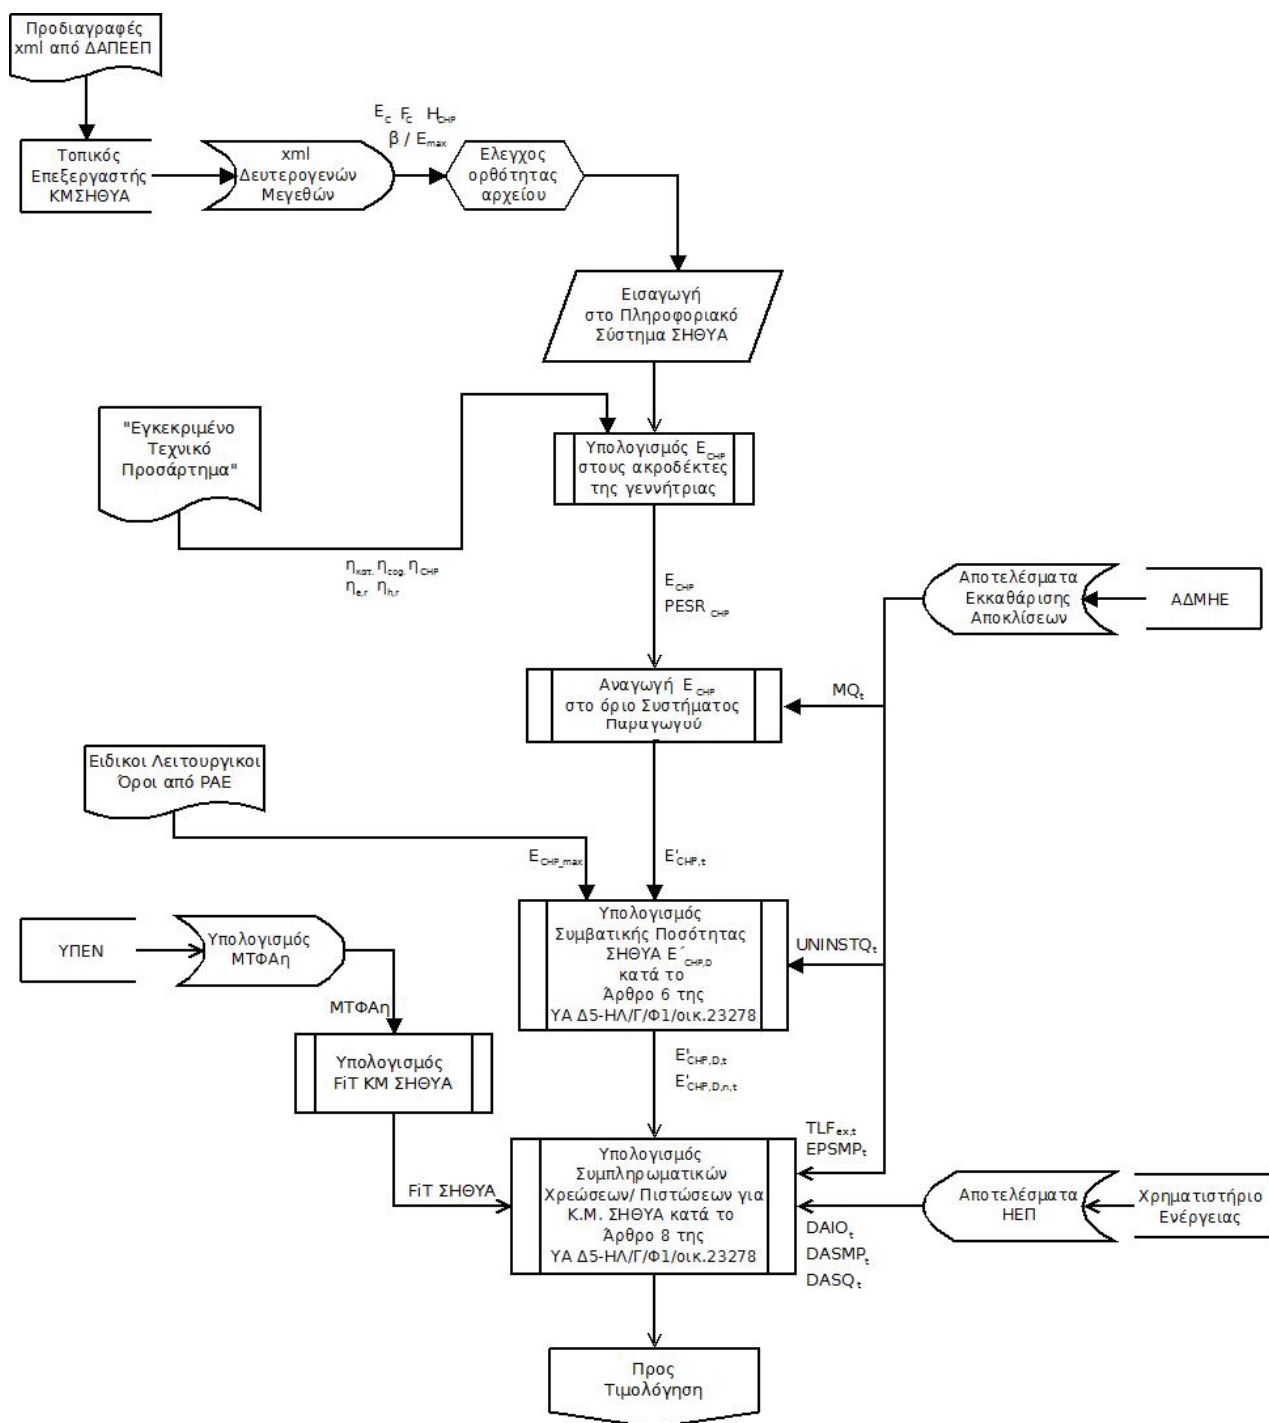 Προδιαγραφές
xml από ΔΑΠΕΕΠ
Τοπικός
Επεξεργαστής
ΚΜΣΗΘΥΑ
xml
Δευτερογενών
Μεγεθών
E_c F_c H_CHP
β / E_max
Ελεγχος
ορθότητας
αρχείου
Εισαγωγή
στο Πληροφοριακό
Σύστημα ΣΗΘΥΑ
"Εγκεκριμένο
Τεχνικό
Προσάρτημα"
η_κατ. η_cog. η_CHP
η_e,r η_h,r
Υπολογισμός E_CHP
στους ακροδέκτες
της γεννήτριας
E_CHP
PESR_CHP
Αποτελέσματα
Εκκαθάρισης
Αποκλίσεων
ΑΔΜΗΕ
Αναγωγή E_CHP
στο όριο Συστήματος
Παραγωγού
MQ_t
Ειδικοι Λειτουργικοι
Όροι από ΡΑΕ
E_CHP_max
E'_CHP,t
Υπολογισμός
Συμβατικής Ποσότητας
ΣΗΘΥΑ E΄_CHP,D
κατά το
Άρθρο 6 της
ΥΑ Δ5-ΗΛ/Γ/Φ1/οικ.23278
UNINSTQ_t
ΥΠΕΝ
Υπολογισμός
ΜΤΦΑη
ΜΤΦΑη
Υπολογισμός
FiT ΚΜ ΣΗΘΥΑ
FiT ΣΗΘΥΑ
E'_CHP,D,t
E'_CHP,D,n,t
TLF_ex,t
EPSMP_t
Υπολογισμός
Συμπληρωματικών
Χρεώσεων/ Πιστώσεων για
Κ.Μ. ΣΗΘΥΑ κατά το
Άρθρο 8 της
ΥΑ Δ5-ΗΛ/Γ/Φ1/οικ.23278
Αποτελέσματα
ΗΕΠ
Χρηματιστήριο
Ενέργειας
DAIO_t
DASMP_t
DASQ_t
Προς
Τιμολόγηση